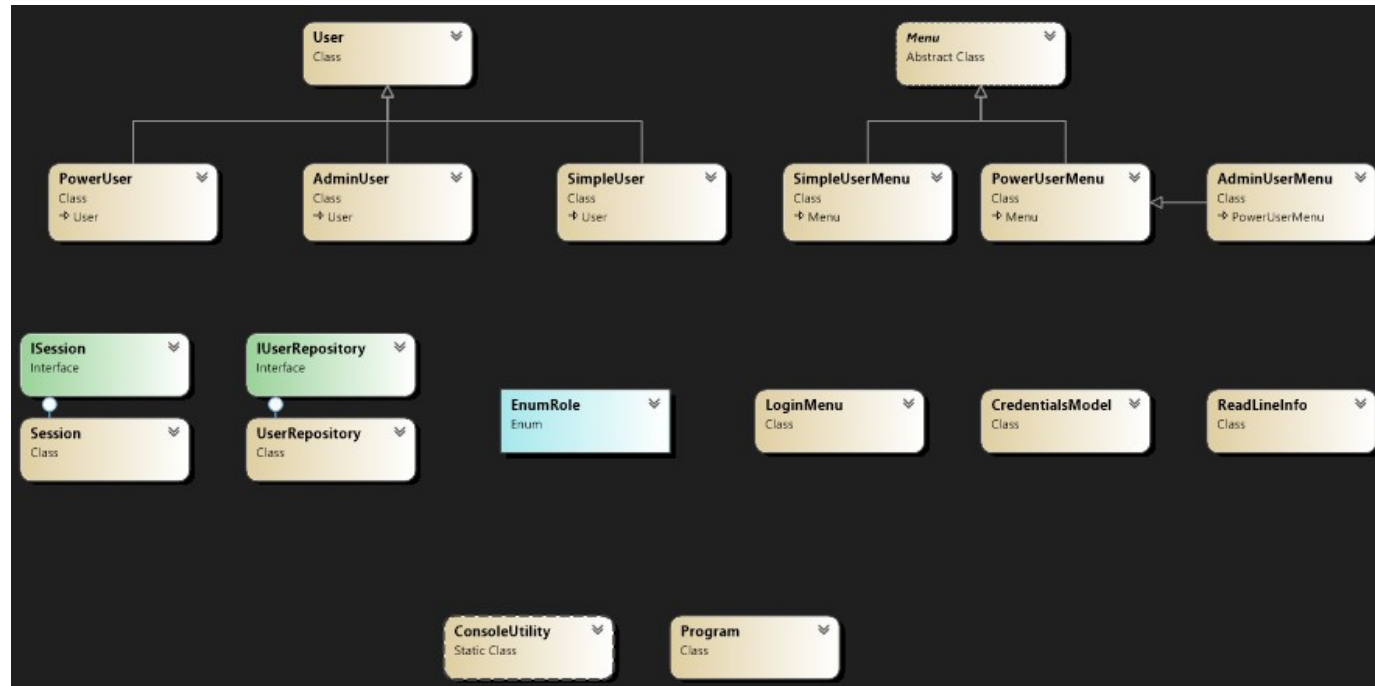 User
Class
Menu
Abstract Class
PowerUser
Class
User
AdminUser
Class
User
SimpleUser
Class
User
SimpleUserMenu
Class
Menu
PowerUserMenu
Class
Menu
AdminUserMenu
Class
PowerUserMenu
ISession
Interface
IUserRepository
Interface
Session
Class
UserRepository
Class
EnumRole
Enum
LoginMenu
Class
CredentialsModel
Class
ReadLineInfo
Class
ConsoleUtility
Static Class
Program
Class